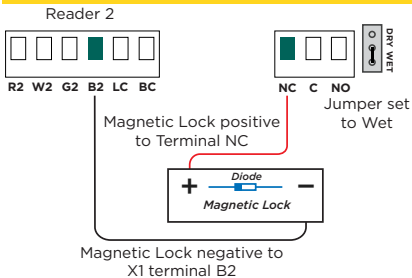 Reader 2
R2 W2 G2 B2 LC BC
NC C NO
DRY WET
Jumper set
to Wet
Magnetic Lock positive
to Terminal NC
+ Diode −
Magnetic Lock
Magnetic Lock negative to
X1 terminal B2